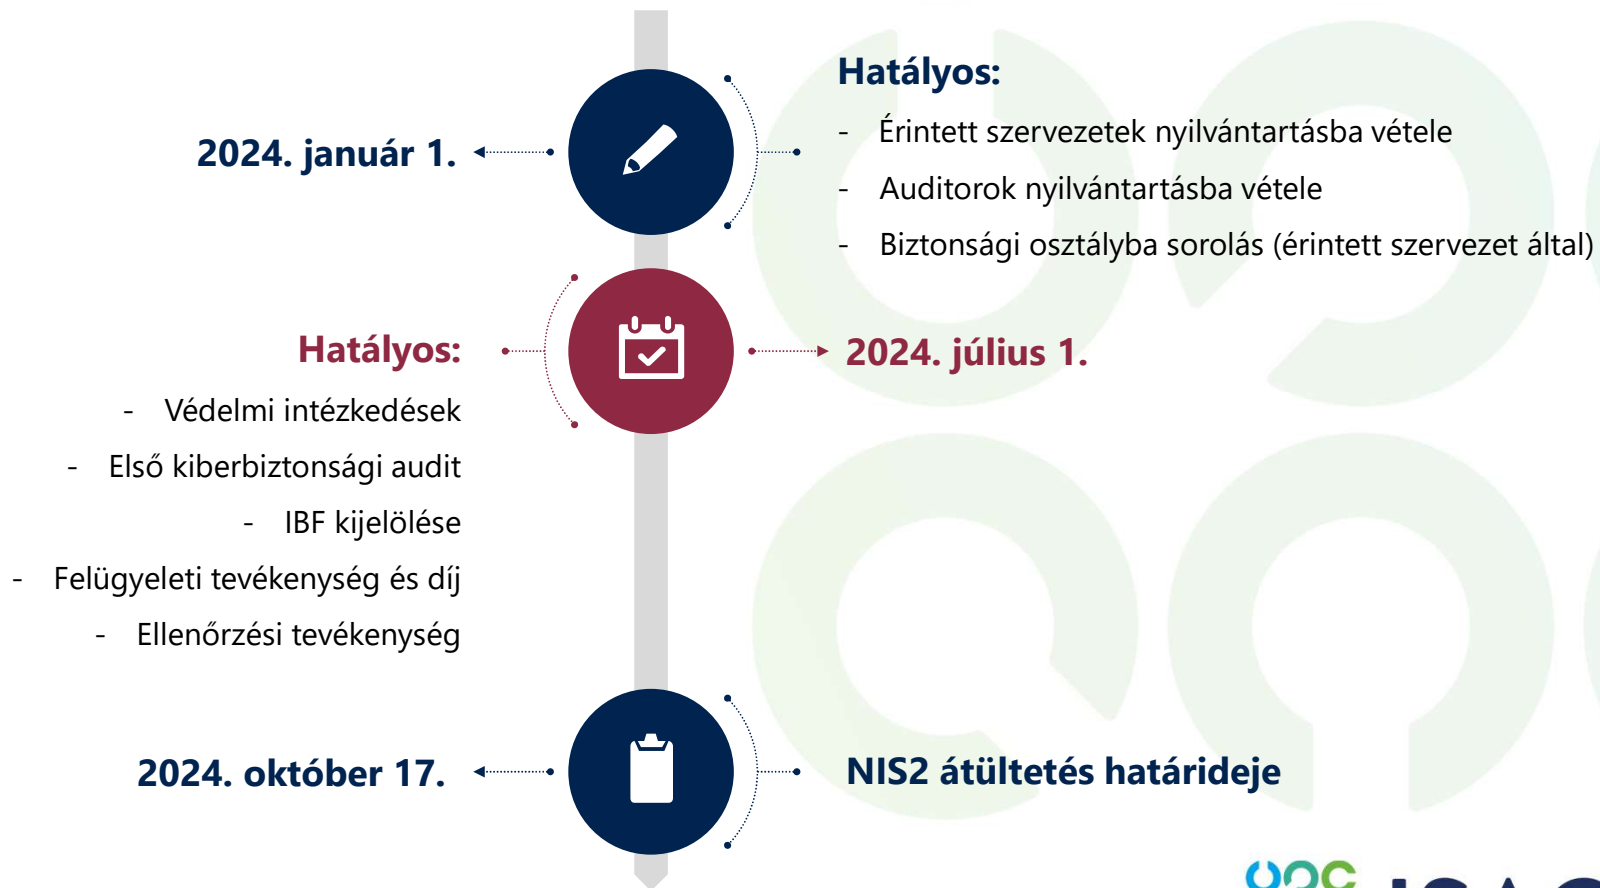 2024. január 1.
Hatályos:
- Érintett szervezetek nyilvántartásba vétele
- Auditorok nyilvántartásba vétele
- Biztonsági osztályba sorolás (érintett szervezet által)
2024. július 1.
Hatályos:
- Védelmi intézkedések
- Első kiberbiztonsági audit
- IBF kijelölése
- Felügyeleti tevékenység és díj
- Ellenőrzési tevékenység
2024. október 17.
NIS2 átültetés határideje